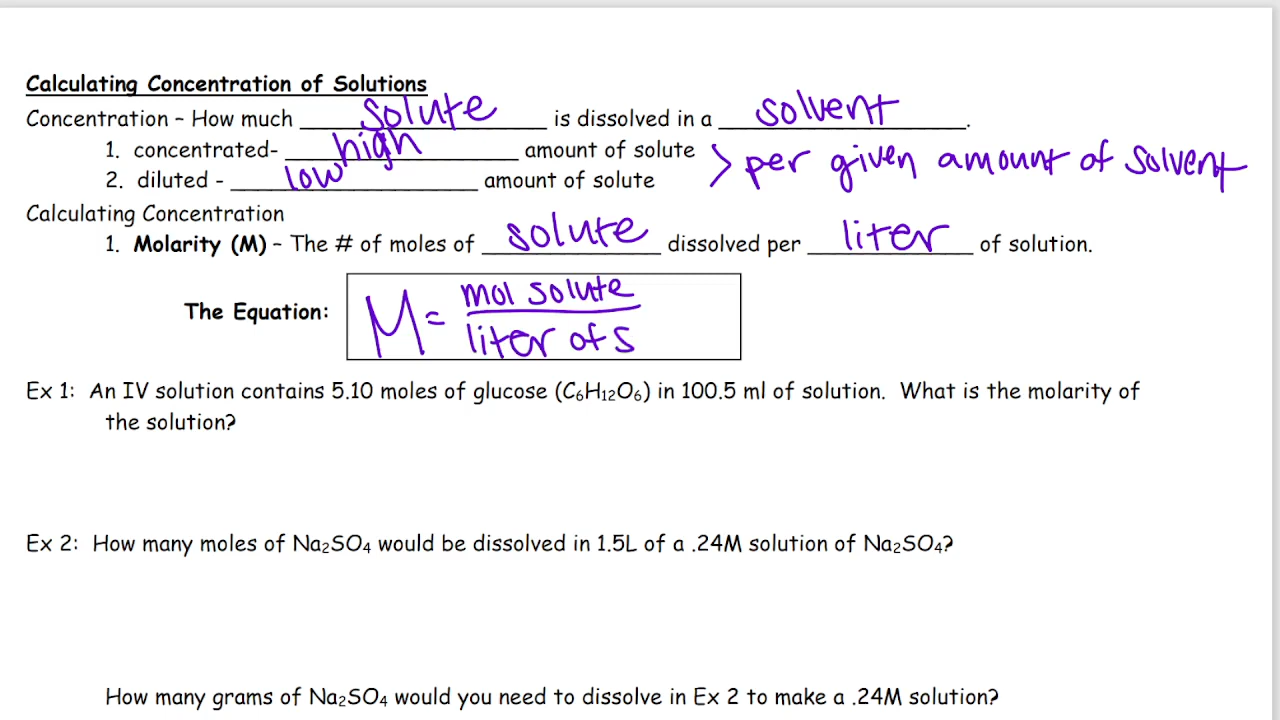 Calculating Concentration of Solutions
Concentration – How much solute is dissolved in a solvent.
1. concentrated- high amount of solute
2. diluted - low amount of solute > per given amount of solvent
Calculating Concentration
1. Molarity (M) – The # of moles of solute dissolved per liter of solution.
The Equation: M = mol solute
liter of s
Ex 1: An IV solution contains 5.10 moles of glucose (C₆H₁₂O₆) in 100.5 ml of solution. What is the molarity of
the solution?
Ex 2: How many moles of Na₂SO₄ would be dissolved in 1.5L of a .24M solution of Na₂SO₄?
How many grams of Na₂SO₄ would you need to dissolve in Ex 2 to make a .24M solution?